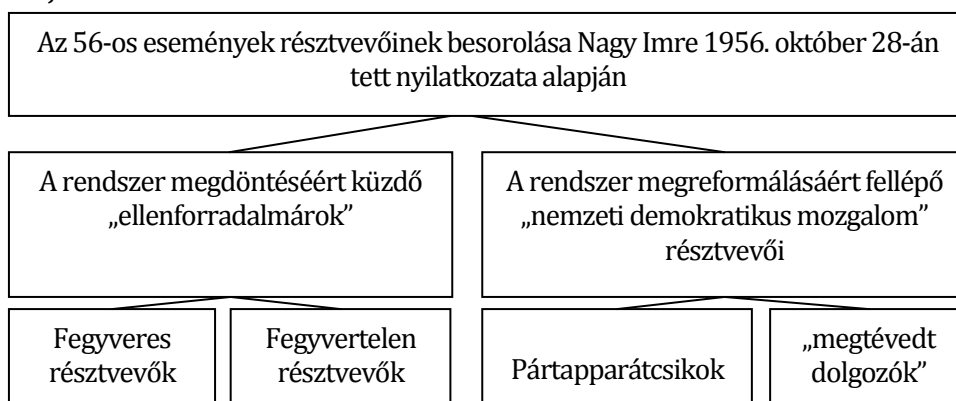 Az 56-os események résztvevőinek besorolása Nagy Imre 1956. október 28-án
tett nyilatkozata alapján
A rendszer megdöntéséért küzdő
„ellenforradalmárok”
A rendszer megreformálásáért fellépő
„nemzeti demokratikus mozgalom”
résztvevői
Fegyveres
résztvevők
Fegyvertelen
résztvevők
Pártapparátcsikok
„megtévedt
dolgozók”